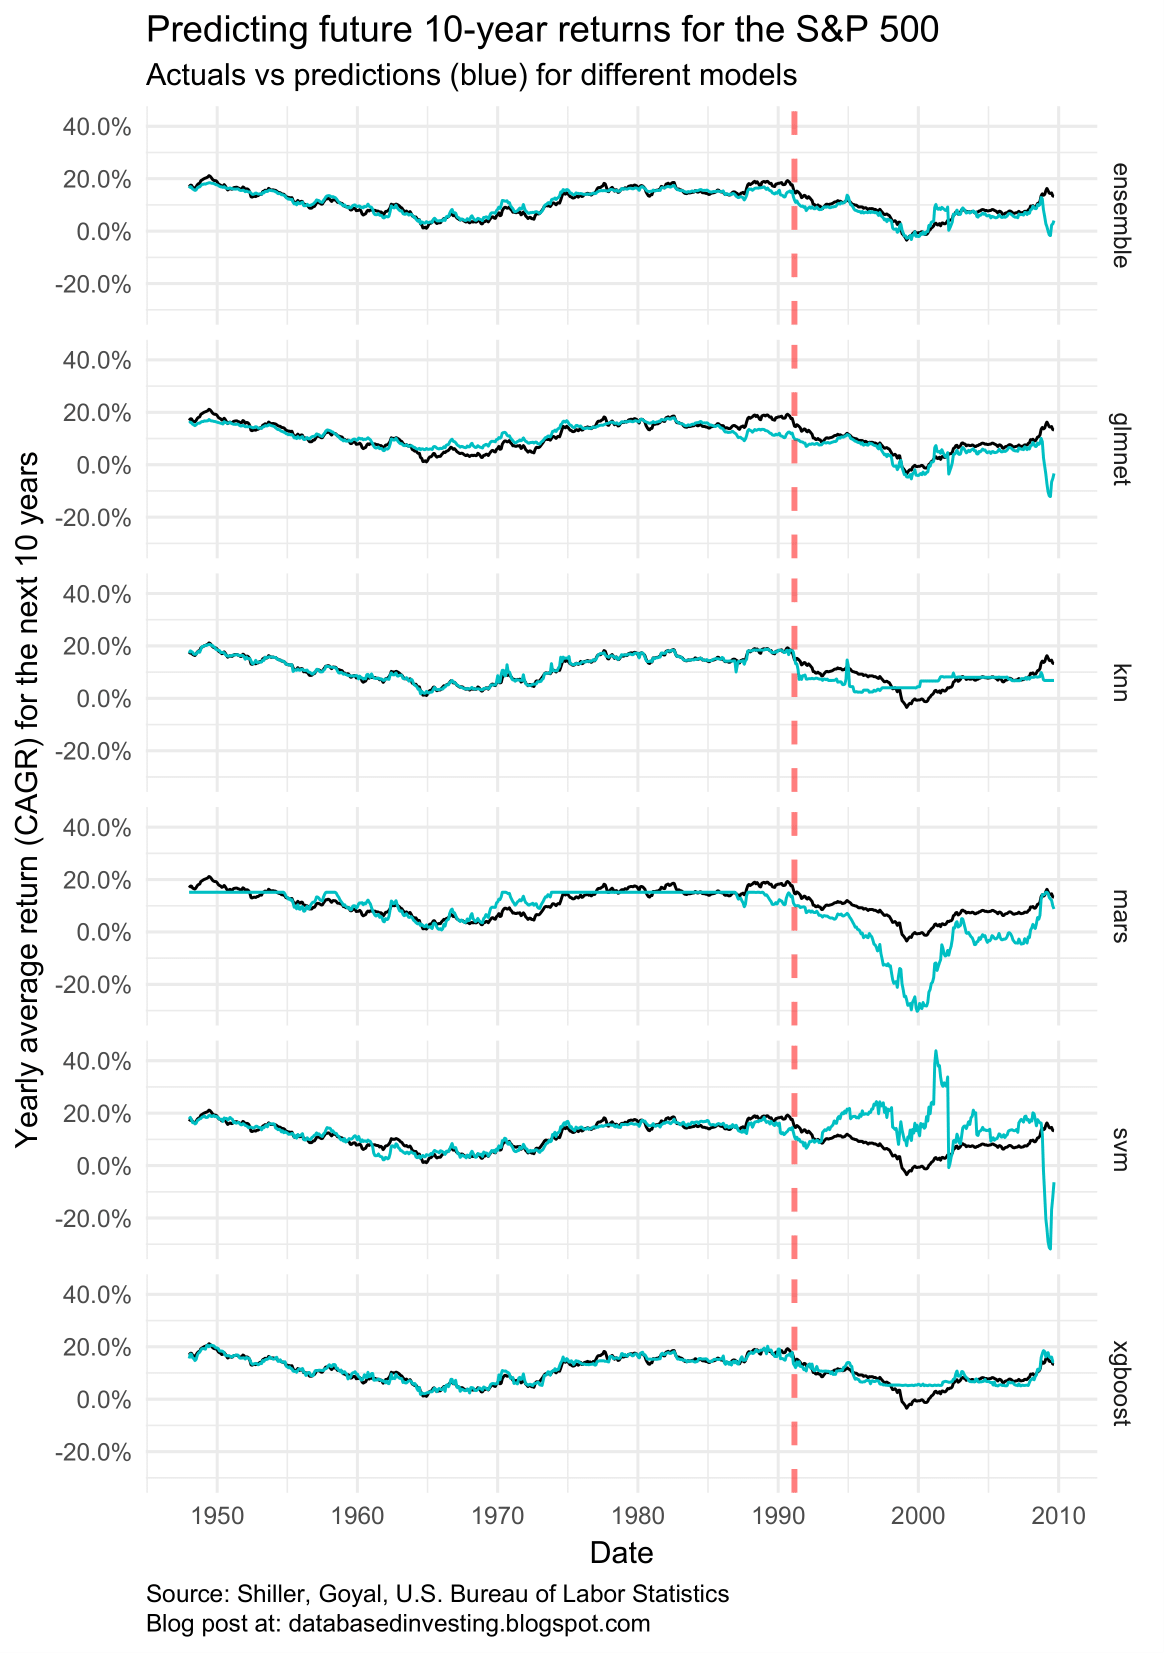 Predicting future 10-year returns for the S&P 500
Actuals vs predictions (blue) for different models
Yearly average return (CAGR) for the next 10 years
40.0%
20.0%
0.0%
-20.0%
ensemble
40.0%
20.0%
0.0%
-20.0%
glmnet
40.0%
20.0%
0.0%
-20.0%
knn
40.0%
20.0%
0.0%
-20.0%
mars
40.0%
20.0%
0.0%
-20.0%
svm
40.0%
20.0%
0.0%
-20.0%
xgboost
1950 1960 1970 1980 1990 2000 2010
Date
Source: Shiller, Goyal, U.S. Bureau of Labor Statistics
Blog post at: databasedinvesting.blogspot.com